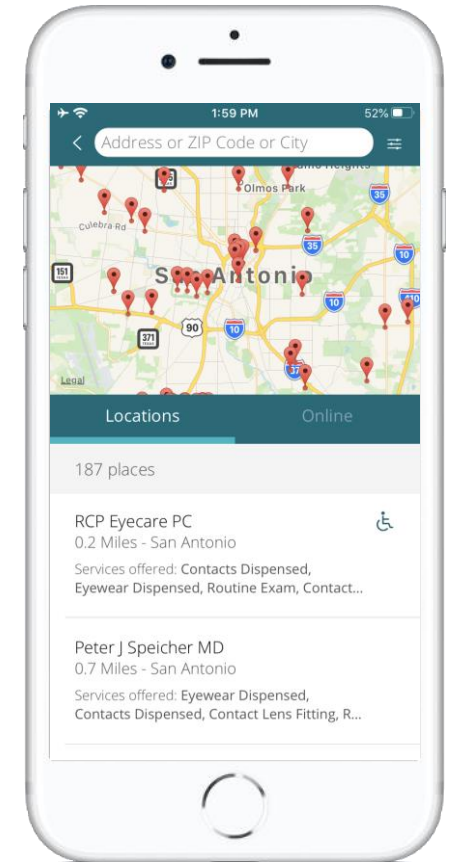 1:59 PM
52%
Address or ZIP Code or City
Olmos Park
35
Culebra Rd
35
10
151
San Antonio
10
410
90
10
371
37
Legal
Locations
Online
187 places
RCP Eyecare PC
0.2 Miles - San Antonio
Services offered: Contacts Dispensed,
Eyewear Dispensed, Routine Exam, Contact...
Peter J Speicher MD
0.7 Miles - San Antonio
Services offered: Eyewear Dispensed,
Contacts Dispensed, Contact Lens Fitting, R...